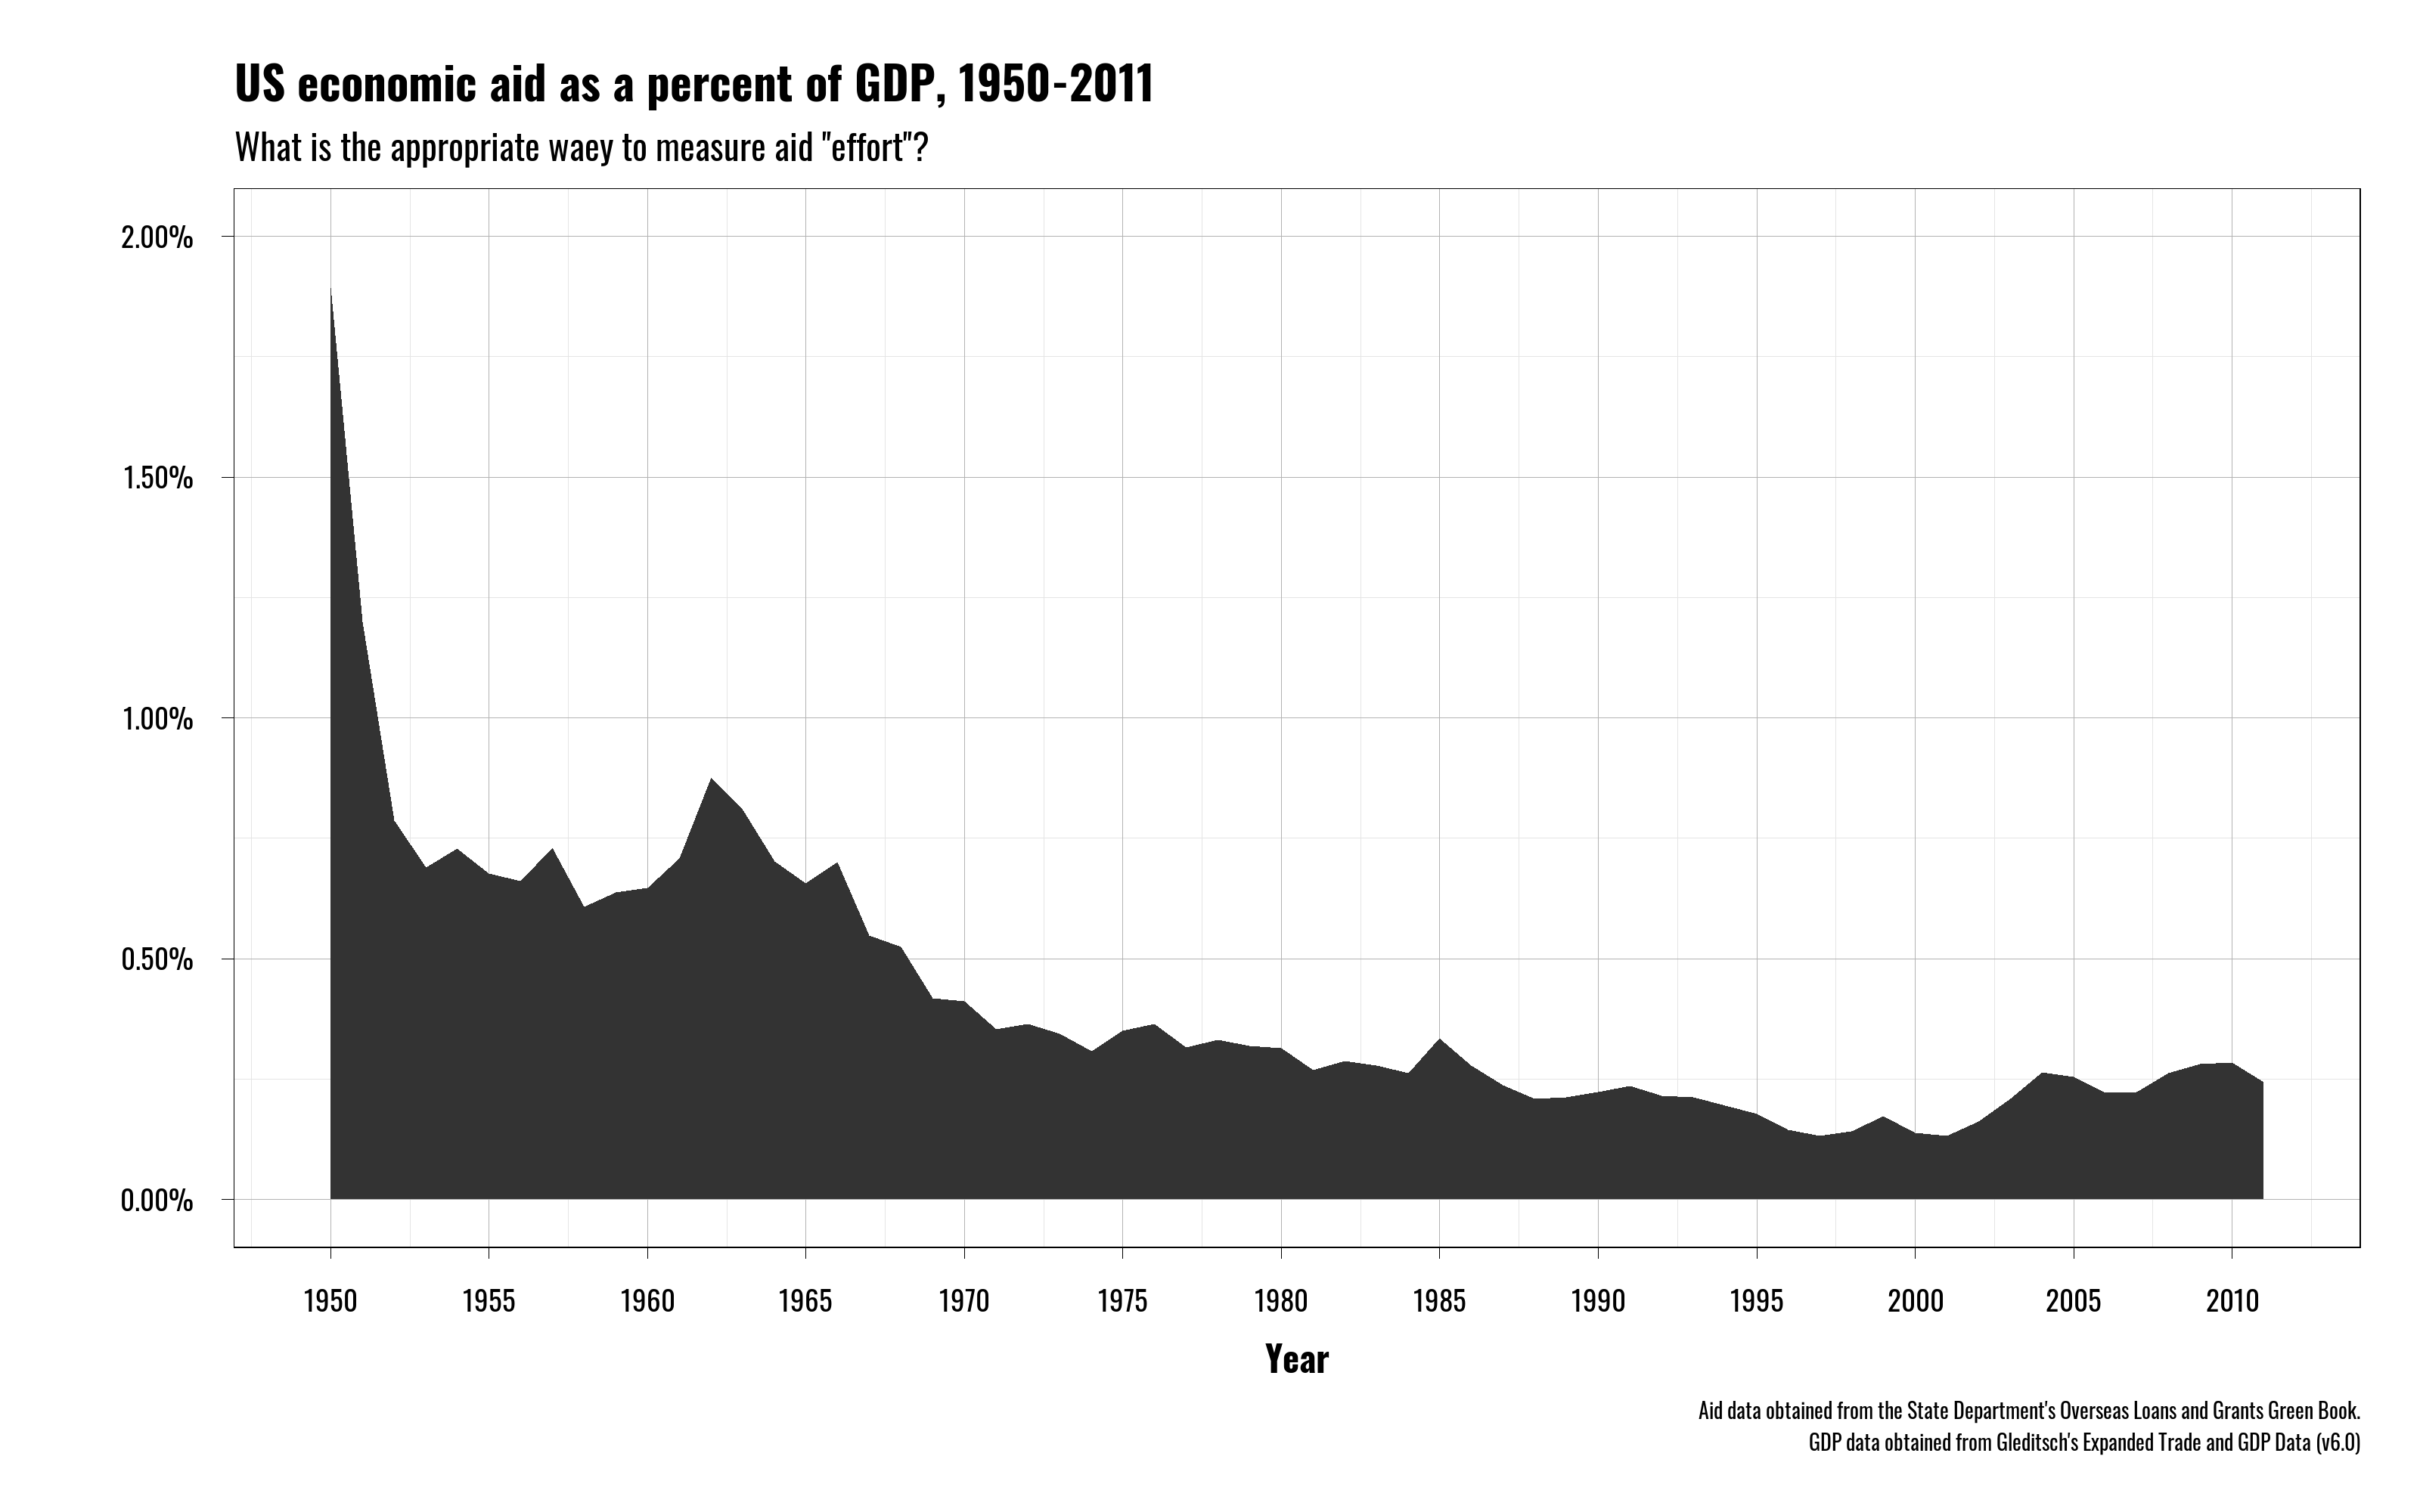 US economic aid as a percent of GDP, 1950-2011
What is the appropriate waey to measure aid "effort"?
2.00%
1.50%
1.00%
0.50%
0.00%
1950 1955 1960 1965 1970 1975 1980 1985 1990 1995 2000 2005 2010
Year
Aid data obtained from the State Department's Overseas Loans and Grants Green Book.
GDP data obtained from Gleditsch's Expanded Trade and GDP Data (v6.0)